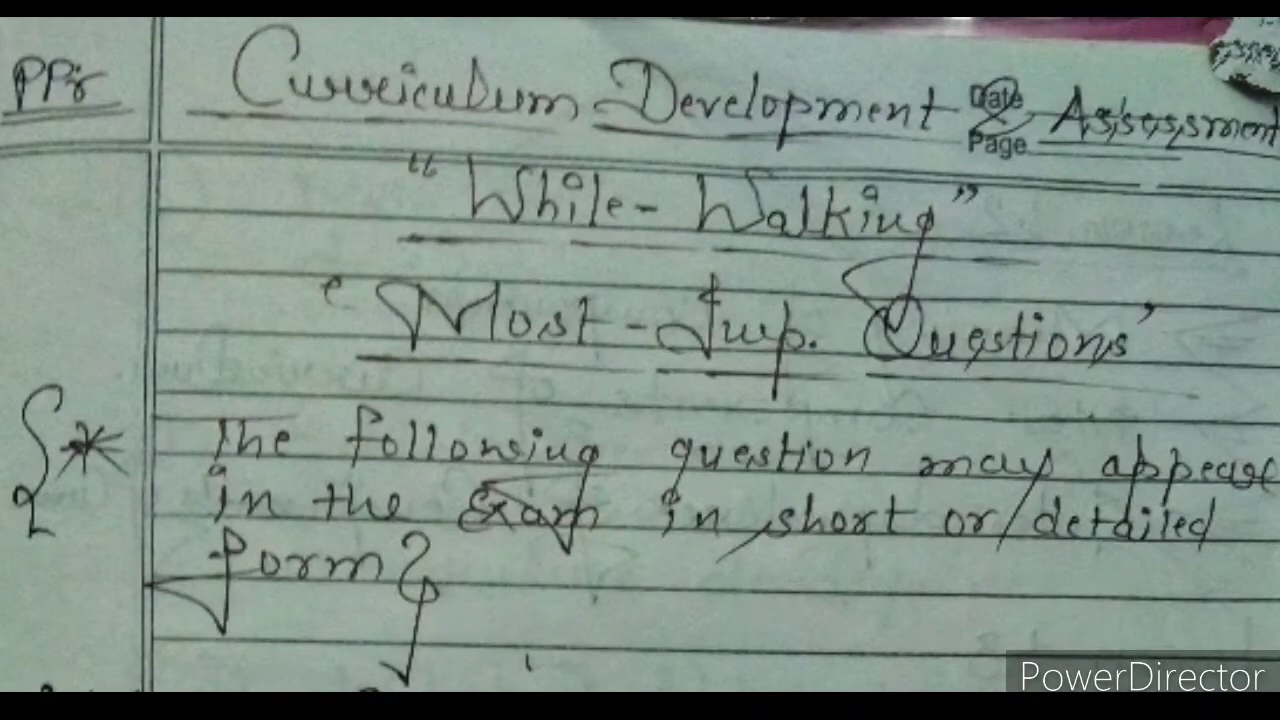 PPr
Curreiculum Development & Assessment
Date
Page
"While-Walking"
'Most-Imp. Questions'
* The following question may appear
in the Exam in short or/detailed
form?
PowerDirector